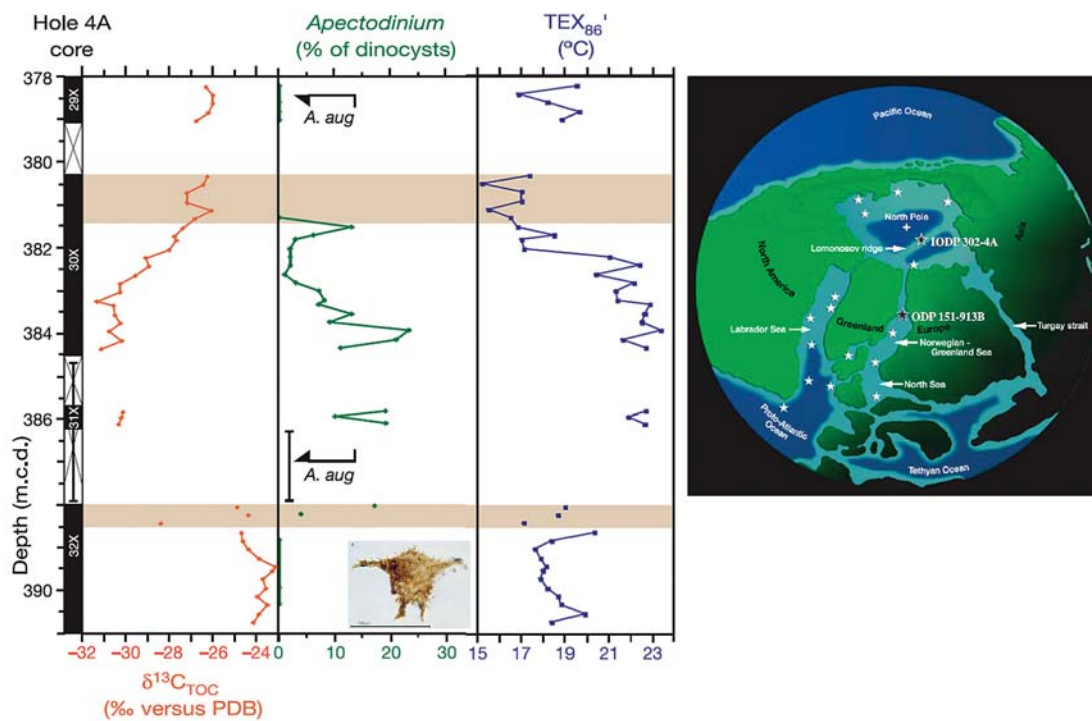 Hole 4A
core
Apectodinium
(% of dinocysts)
TEX86'
(ºC)
378
380
382
384
386
390
Depth (m.c.d.)
29X
30X
31X
32X
A. aug
A. aug
–32 –30 –28 –26 –24
0 10 20 30
15 17 19 21 23
δ13CTOC
(‰ versus PDB)
Pacific Ocean
North Pole
Lomonosov ridge
IODP 302-4A
Asia
North America
ODP 151-913B
Labrador Sea
Greenland
Europe
Turgay strait
Norwegian -
Greenland Sea
North Sea
Proto-Atlantic
Ocean
Tethyan Ocean